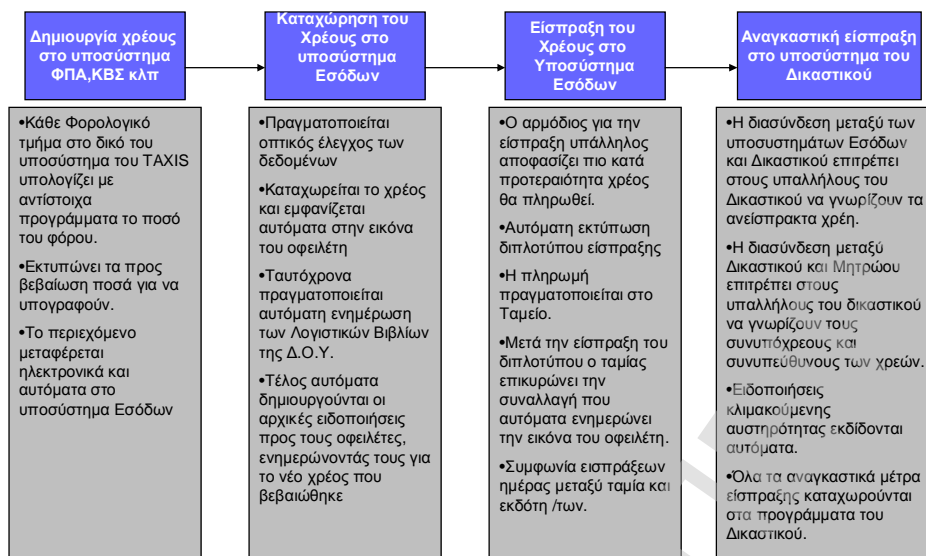 Δημιουργία χρέους
στο υποσύστημα
ΦΠΑ,ΚΒΣ κλπ
•Κάθε Φορολογικό
τμήμα στο δικό του
υποσύστημα του TAXIS
υπολογίζει με
αντίστοιχα
προγράμματα το ποσό
του φόρου.
•Εκτυπώνει τα προς
βεβαίωση ποσά για να
υπογραφούν.
•Το περιεχόμενο
μεταφέρεται
ηλεκτρονικά και
αυτόματα στο
υποσύστημα Εσόδων
Καταχώρηση του
Χρέους στο
υποσύστημα
Εσόδων
•Πραγματοποιείται
οπτικός έλεγχος των
δεδομένων
•Καταχωρείται το χρέος
και εμφανίζεται
αυτόματα στην εικόνα
του οφειλέτη
•Ταυτόχρονα
πραγματοποιείται
αυτόματη ενημέρωση
των Λογιστικών Βιβλίων
της Δ.Ο.Υ.
•Τέλος αυτόματα
δημιουργούνται οι
αρχικές ειδοποιήσεις
προς τους οφειλέτες,
ενημερώνοντάς τους για
το νέο χρέος που
βεβαιώθηκε
Είσπραξη του
Χρέους στο
Υποσύστημα
Εσόδων
•Ο αρμόδιος για την
είσπραξη υπάλληλος
αποφασίζει πιο κατά
προτεραιότητα χρέος
θα πληρωθεί.
•Αυτόματη εκτύπωση
διπλοτύπου είσπραξης
•Η πληρωμή
πραγματοποιείται στο
Ταμείο.
•Μετά την είσπραξη του
διπλοτύπου ο ταμίας
επικυρώνει την
συναλλαγή που
αυτόματα ενημερώνει
την εικόνα του οφειλέτη.
•Συμφωνία εισπράξεων
ημέρας μεταξύ ταμία και
εκδότη /των.
Αναγκαστική είσπραξη
στο υποσύστημα του
Δικαστικού
•Η διασύνδεση μεταξύ των
υποσυστημάτων Εσόδων
και Δικαστικού επιτρέπει
στους υπαλλήλους του
Δικαστικού να γνωρίζουν τα
ανείσπρακτα χρέη.
•Η διασύνδεση μεταξύ
Δικαστικού και Μητρώου
επιτρέπει στους
υπαλλήλους του δικαστικού
να γνωρίζουν τους
συνυπόχρεους και
συνυπεύθυνους των χρεών.
•Ειδοποιήσεις
κλιμακούμενης
αυστηρότητας εκδίδονται
αυτόματα.
•Όλα τα αναγκαστικά μέτρα
είσπραξης καταχωρούνται
στα προγράμματα του
Δικαστικού.